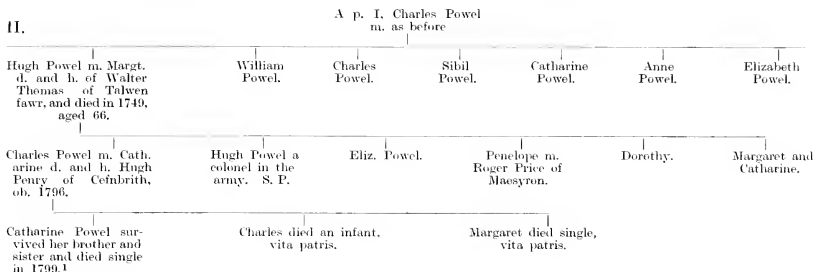 II.
A p. I. Charles Powel
m. as before
Hugh Powel m. Margt.
d. and h. of Walter
Thomas of Talwen
fawr, and died in 1749,
aged 66.
William
Powel.
Charles
Powel.
Sibil
Powel.
Catharine
Powel.
Anne
Powel.
Elizabeth
Powel.
Charles Powel m. Cath-
arine d. and h. Hugh
Penry of Cefnbrith,
ob. 1796.
Hugh Powel a
colonel in the
army. S. P.
Eliz. Powel.
Penelope m.
Roger Price of
Maesyron.
Dorothy.
Margaret and
Catharine.
Catharine Powel sur-
vived her brother and
sister and died single
in 1799.1
Charles died an infant,
vita patris.
Margaret died single,
vita patris.